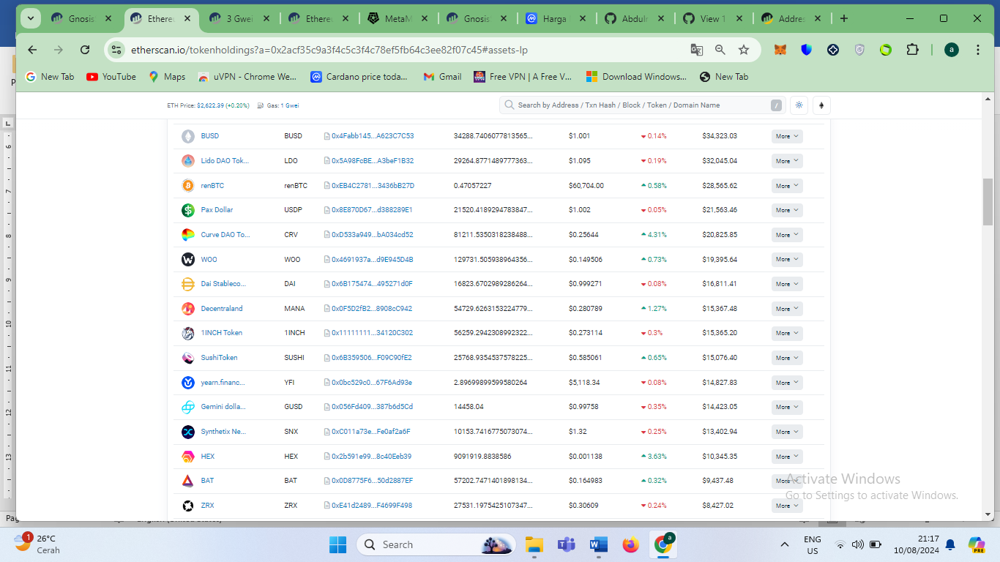 Gnosis
Ethere
3 Gwei
Ethere
MetaM
Gnosis
Harga
Abdulr
View 1
Addres
etherscan.io/tokenholdings?a=0x2acf35c9a3f4c5c3f4c78ef5fb64c3ee82f07c45#assets-lp
a
New Tab
YouTube
Maps
uVPN - Chrome We...
Cardano price toda...
Gmail
Free VPN | A Free V...
Download Windows...
New Tab
ETH Price: $2,622.39 (+0.20%) Gas: 1 Gwei
Search by Address / Txn Hash / Block / Token / Domain Name /
BUSD BUSD 0x4Fabb145...A623C7C53 34288.7406077813565... $1.001 0.14% $34,323.03 More
Lido DAO Tok... LDO 0x5A98FcBE...A3beF1B32 29264.8771489777363... $1.095 0.19% $32,045.04 More
renBTC renBTC 0xEB4C2781...3436bB27D 0.47057227 $60,704.00 0.58% $28,565.62 More
Pax Dollar USDP 0x8E870D67...d388289E1 21520.4189294783847... $1.002 0.05% $21,563.46 More
Curve DAO To... CRV 0xD533a949...bA034cd52 81211.5350318238488... $0.25644 4.31% $20,825.85 More
WOO WOO 0x4691937a...d9E945D4B 129731.505938964356... $0.149506 0.73% $19,395.64 More
Dai Stableco... DAI 0x6B175474...495271d0F 16823.6702989286264... $0.999271 0.08% $16,811.41 More
Decentraland MANA 0x0F5D2fB2...8908cC942 54729.6263153224779... $0.280789 1.27% $15,367.48 More
1INCH Token 1INCH 0x11111111...34120C302 56259.2942308992322... $0.273114 0.3% $15,365.20 More
SushiToken SUSHI 0x6B359506...F09C90fE2 25768.9354537578225... $0.585061 0.65% $15,076.40 More
yearn.financ... YFI 0x0bc529c0...67F6Ad93e 2.89699899599580264 $5,118.34 0.08% $14,827.83 More
Gemini dolla... GUSD 0x056Fd409...387b6d5Cd 14458.04 $0.99758 0.35% $14,423.05 More
Synthetix Ne... SNX 0xC011a73e...Fe0af2a6F 10153.7416775073074... $1.32 0.25% $13,402.94 More
HEX HEX 0x2b591e99...8c40Eeb39 9091919.8838586 $0.001138 3.63% $10,345.35 More
BAT BAT 0x0D8775F6...50d2887EF 57202.7471401898134... $0.164983 0.32% $9,437.48 More
ZRX ZRX 0xE41d2489...F4699F498 27531.1975425107347... $0.30609 0.24% $8,427.02 More
Activate Windows
Go to Settings to activate Windows.
1
26°C
Cerah
Search
a
ENG
US
21:17
10/08/2024
PRE